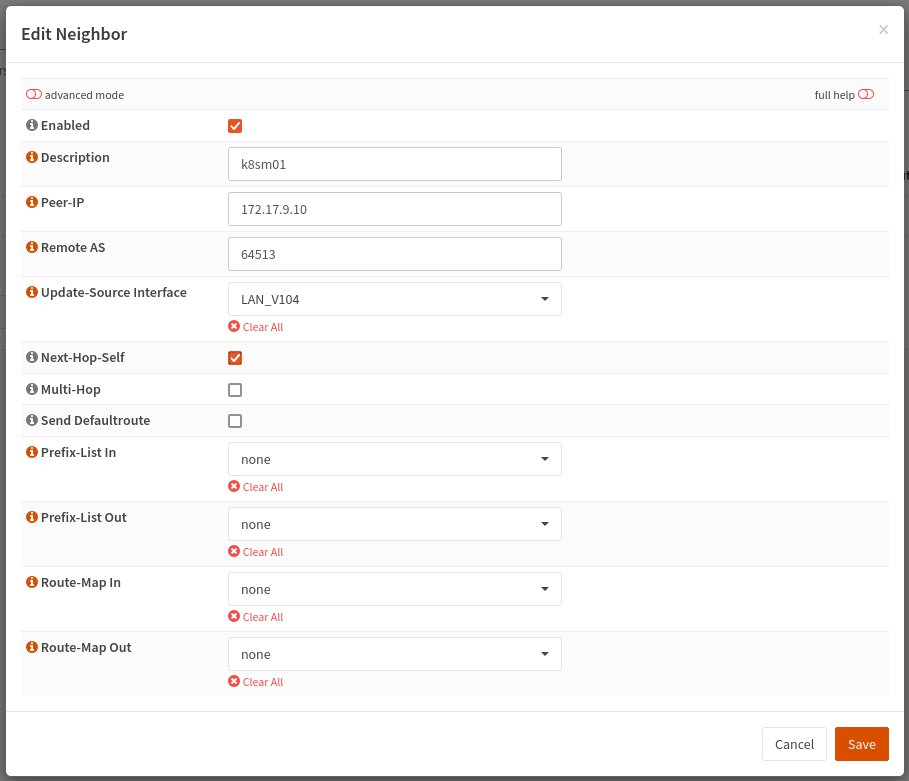 Edit Neighbor
×
advanced mode
full help
Enabled
Description
k8sm01
Peer-IP
172.17.9.10
Remote AS
64513
Update-Source Interface
LAN_V104
Clear All
Next-Hop-Self
Multi-Hop
Send Defaultroute
Prefix-List In
none
Clear All
Prefix-List Out
none
Clear All
Route-Map In
none
Clear All
Route-Map Out
none
Clear All
Cancel
Save